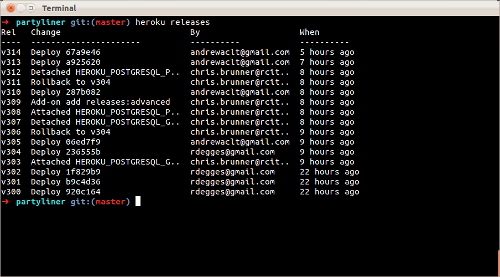 Terminal
➜ partyliner git:(master) heroku releases
Rel Change By When
---- ---------------------- ---------- ----------
v314 Deploy 67a9e46 andrewaclt@gmail.com 5 hours ago
v313 Deploy a925620 andrewaclt@gmail.com 7 hours ago
v312 Detached HEROKU_POSTGRESQL_P.. chris.brunner@rcit.. 8 hours ago
v311 Rollback to v304 chris.brunner@rcit.. 8 hours ago
v310 Deploy 287b082 andrewaclt@gmail.com 8 hours ago
v309 Add-on add releases:advanced chris.brunner@rcit.. 8 hours ago
v308 Attached HEROKU_POSTGRESQL_P.. chris.brunner@rcit.. 8 hours ago
v307 Detached HEROKU_POSTGRESQL_G.. chris.brunner@rcit.. 8 hours ago
v306 Rollback to v304 chris.brunner@rcit.. 9 hours ago
v305 Deploy 06ed7f9 andrewaclt@gmail.com 9 hours ago
v304 Deploy 236555b rdegges@gmail.com 9 hours ago
v303 Attached HEROKU_POSTGRESQL_G.. chris.brunner@rcit.. 9 hours ago
v302 Deploy 1f829b9 rdegges@gmail.com 22 hours ago
v301 Deploy b9c4d36 rdegges@gmail.com 22 hours ago
v300 Deploy 920c164 rdegges@gmail.com 22 hours ago
➜ partyliner git:(master)